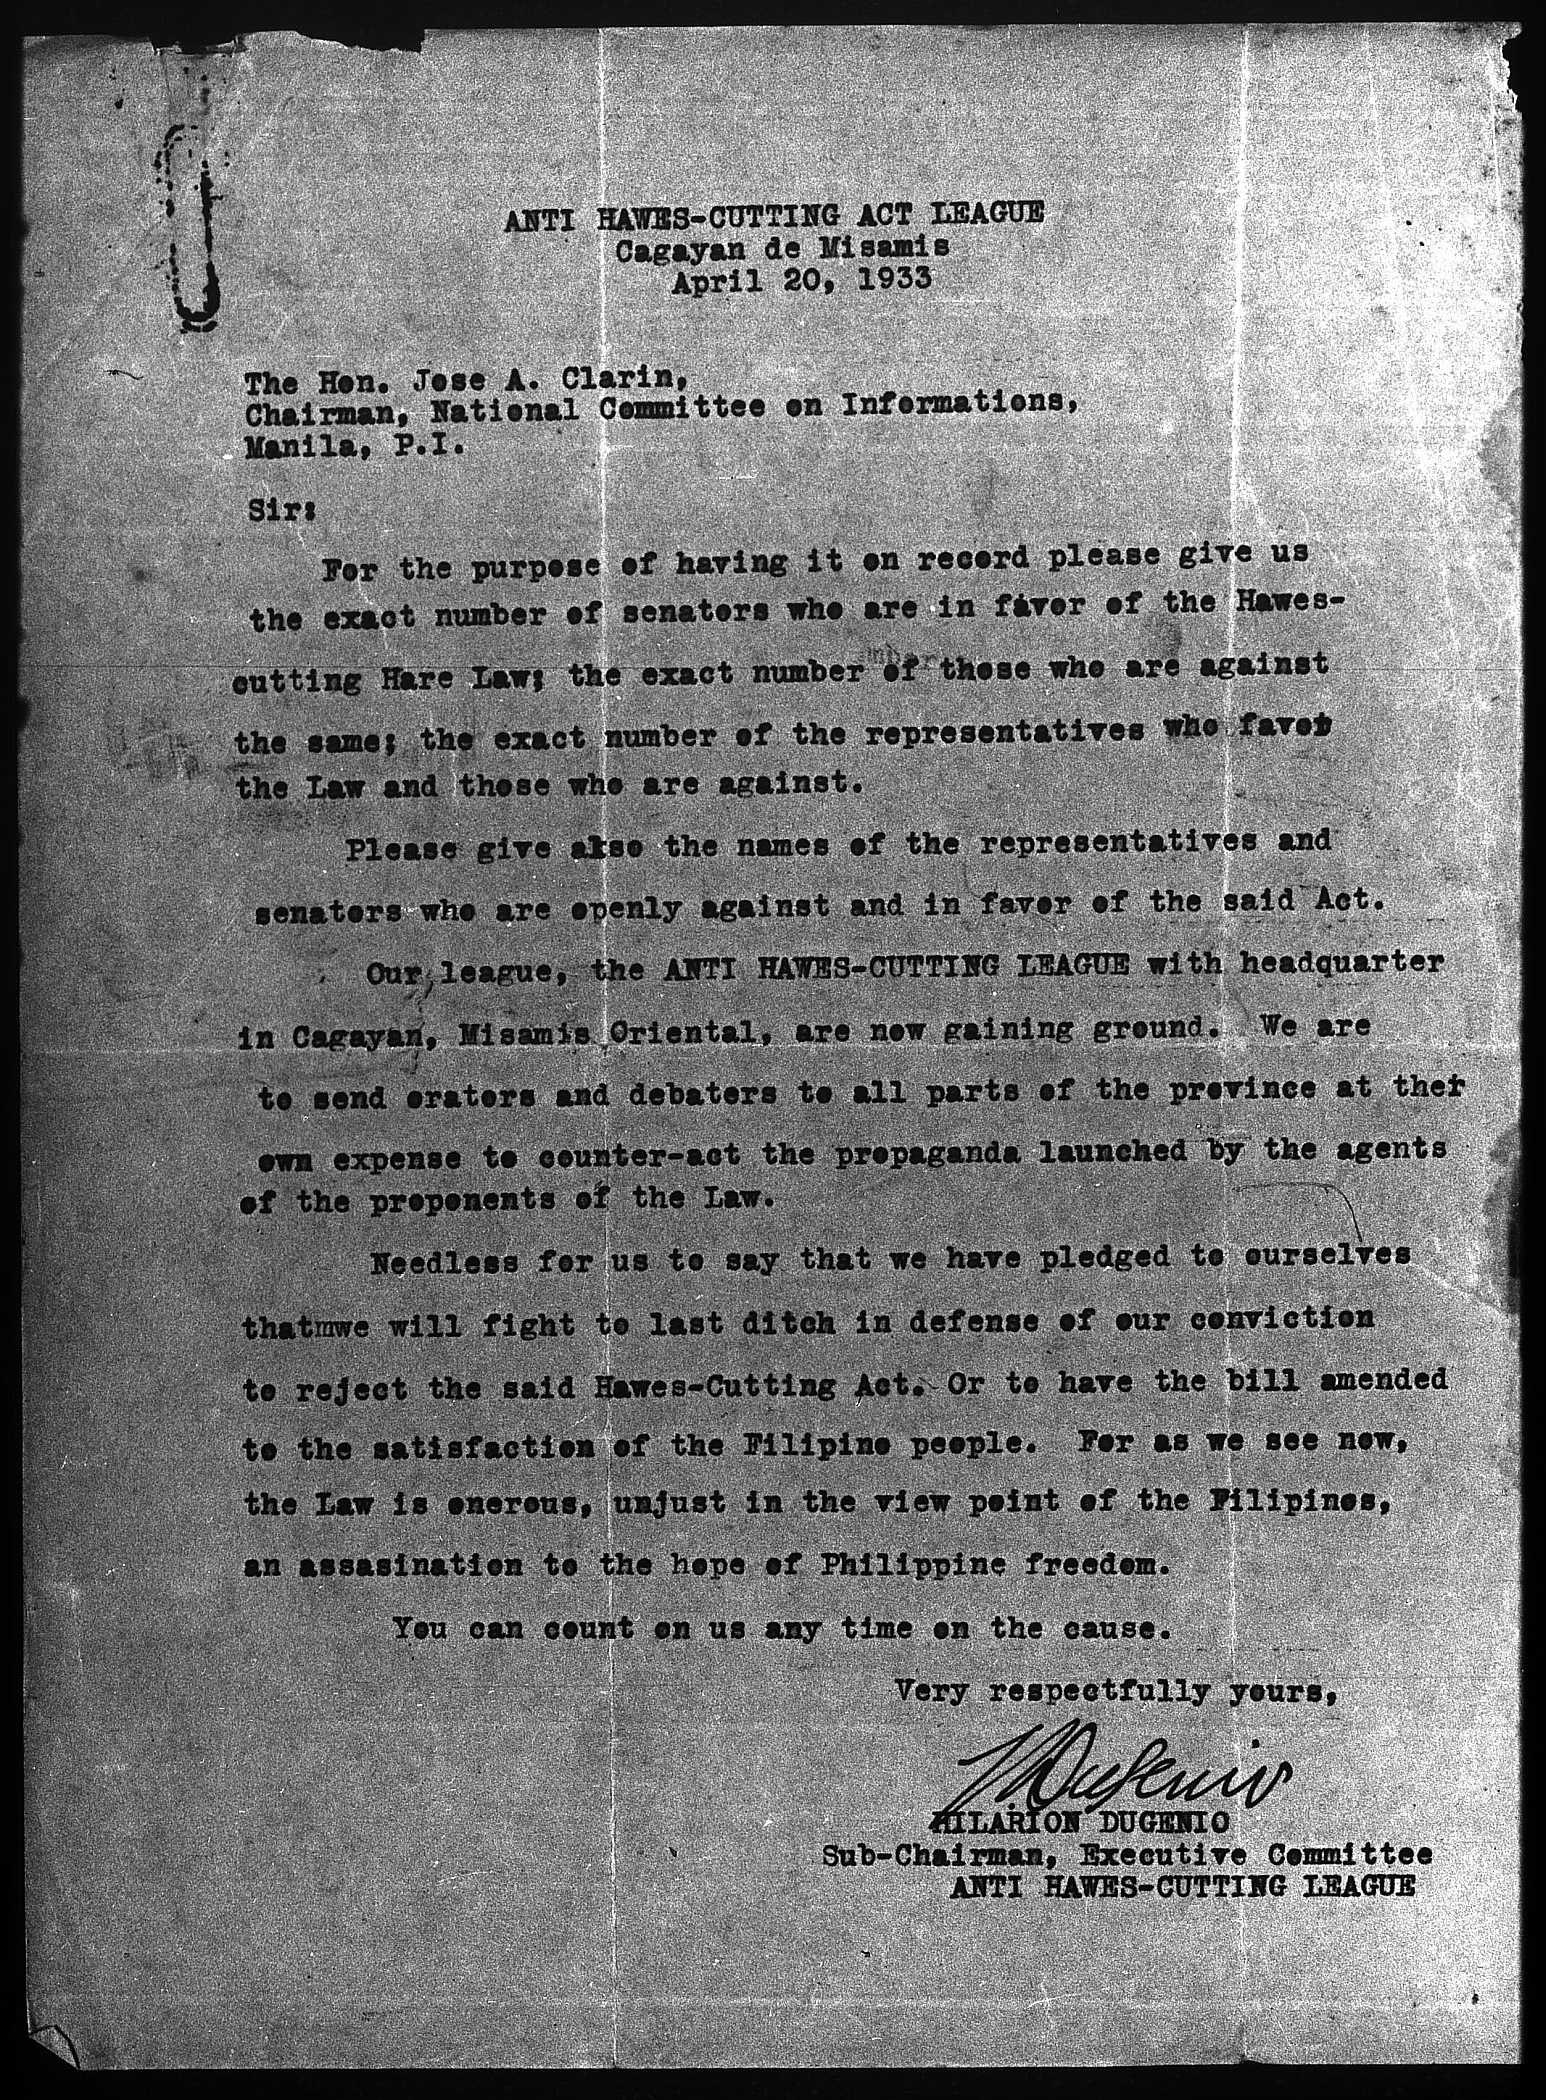 ANTI HAWES-CUTTING ACT LEAGUE
Cagayan de Misamis
April 20, 1933
The Hon. Jose A. Clarin,
Chairman, National Committee on Informations,
Manila, P.I.
Sir:
For the purpose of having it on record please give us
the exact number of senators who are in favor of the Hawes-
cutting Hare Law; the exact number of those who are against
the same; the exact number of the representatives who favor
the Law and those who are against.
Please give also the names of the representatives and
senators who are openly against and in favor of the said Act.
Our league, the ANTI HAWES-CUTTING LEAGUE with headquarter
in Cagayan, Misamis Oriental, are now gaining ground. We are
to send orators and debaters to all parts of the province at their
own expense to counter-act the propaganda launched by the agents
of the proponents of the Law.
Needless for us to say that we have pledged to ourselves
thatmwe will fight to last ditch in defense of our conviction
to reject the said Hawes-Cutting Act. Or to have the bill amended
to the satisfaction of the Filipino people. For as we see now,
the Law is onerous, unjust in the view point of the Filipinos,
an assasination to the hope of Philippine freedom.
You can count on us any time on the cause.
Very respectfully yours,
HDugenio
HILARION DUGENIO
Sub-Chairman, Executive Committee
ANTI HAWES-CUTTING LEAGUE